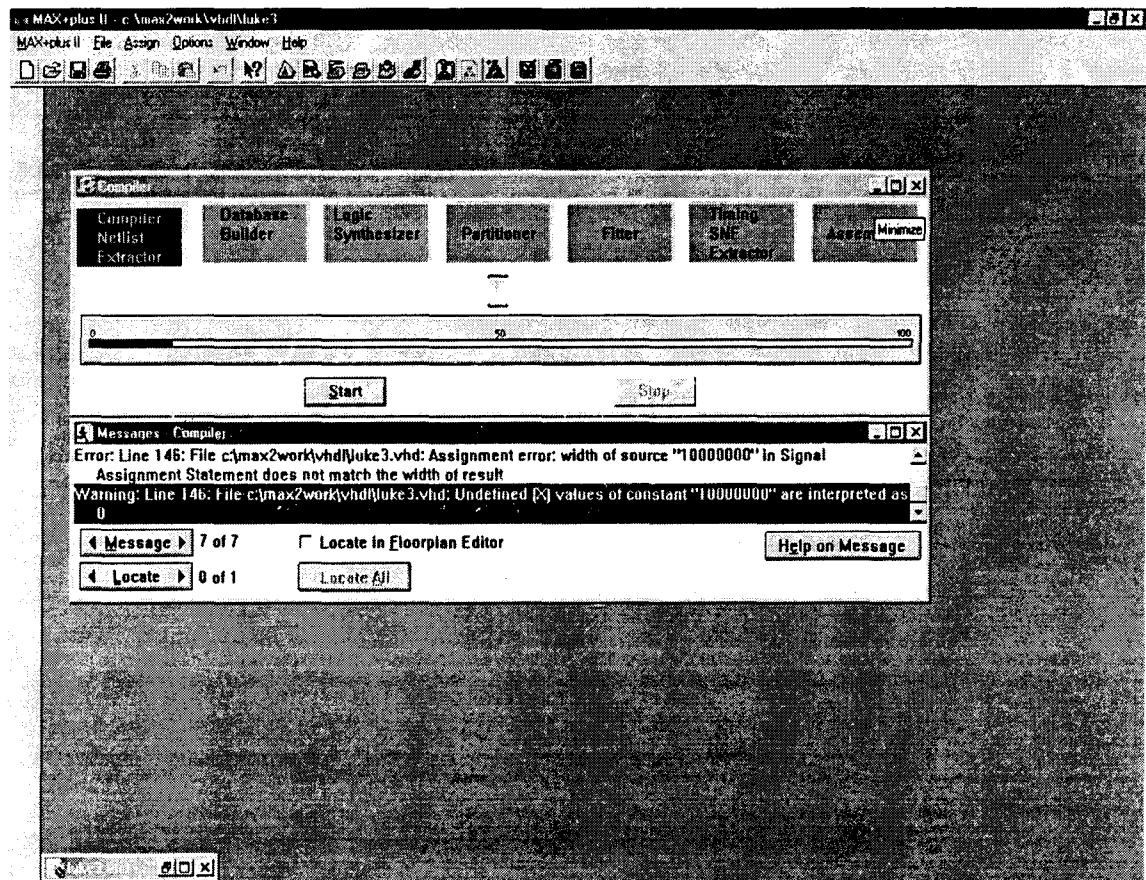 MAX+plus II - c:\max2work\vhdl\luke3
MAX+plus II File Assign Options Window Help
Compiler
Compiler Netlist Extractor
Database Builder
Logic Synthesizer
Partitioner
Fitter
Timing SNF Extractor
Minimize
0 50 100
Start Stop
Messages - Compiler
Error: Line 146: File c:\max2work\vhdl\luke3.vhd: Assignment error: width of source "10000000" in Signal
Assignment Statement does not match the width of result
Warning: Line 146: File c:\max2work\vhdl\luke3.vhd: Undefined [X] values of constant "10000000" are interpreted as
0
Message 7 of 7 Locate in Floorplan Editor Help on Message
Locate 0 of 1 Locate All